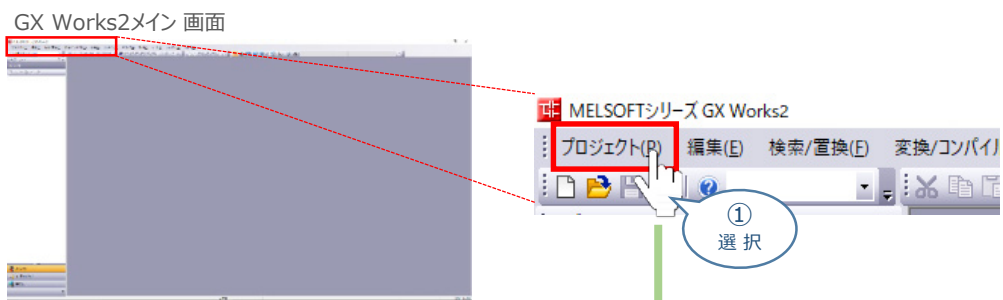 GX Works2メイン 画面
MELSOFTシリーズ GX Works2
プロジェクト(P) 編集(E) 検索/置換(F) 変換/コンパイル
①
選 択